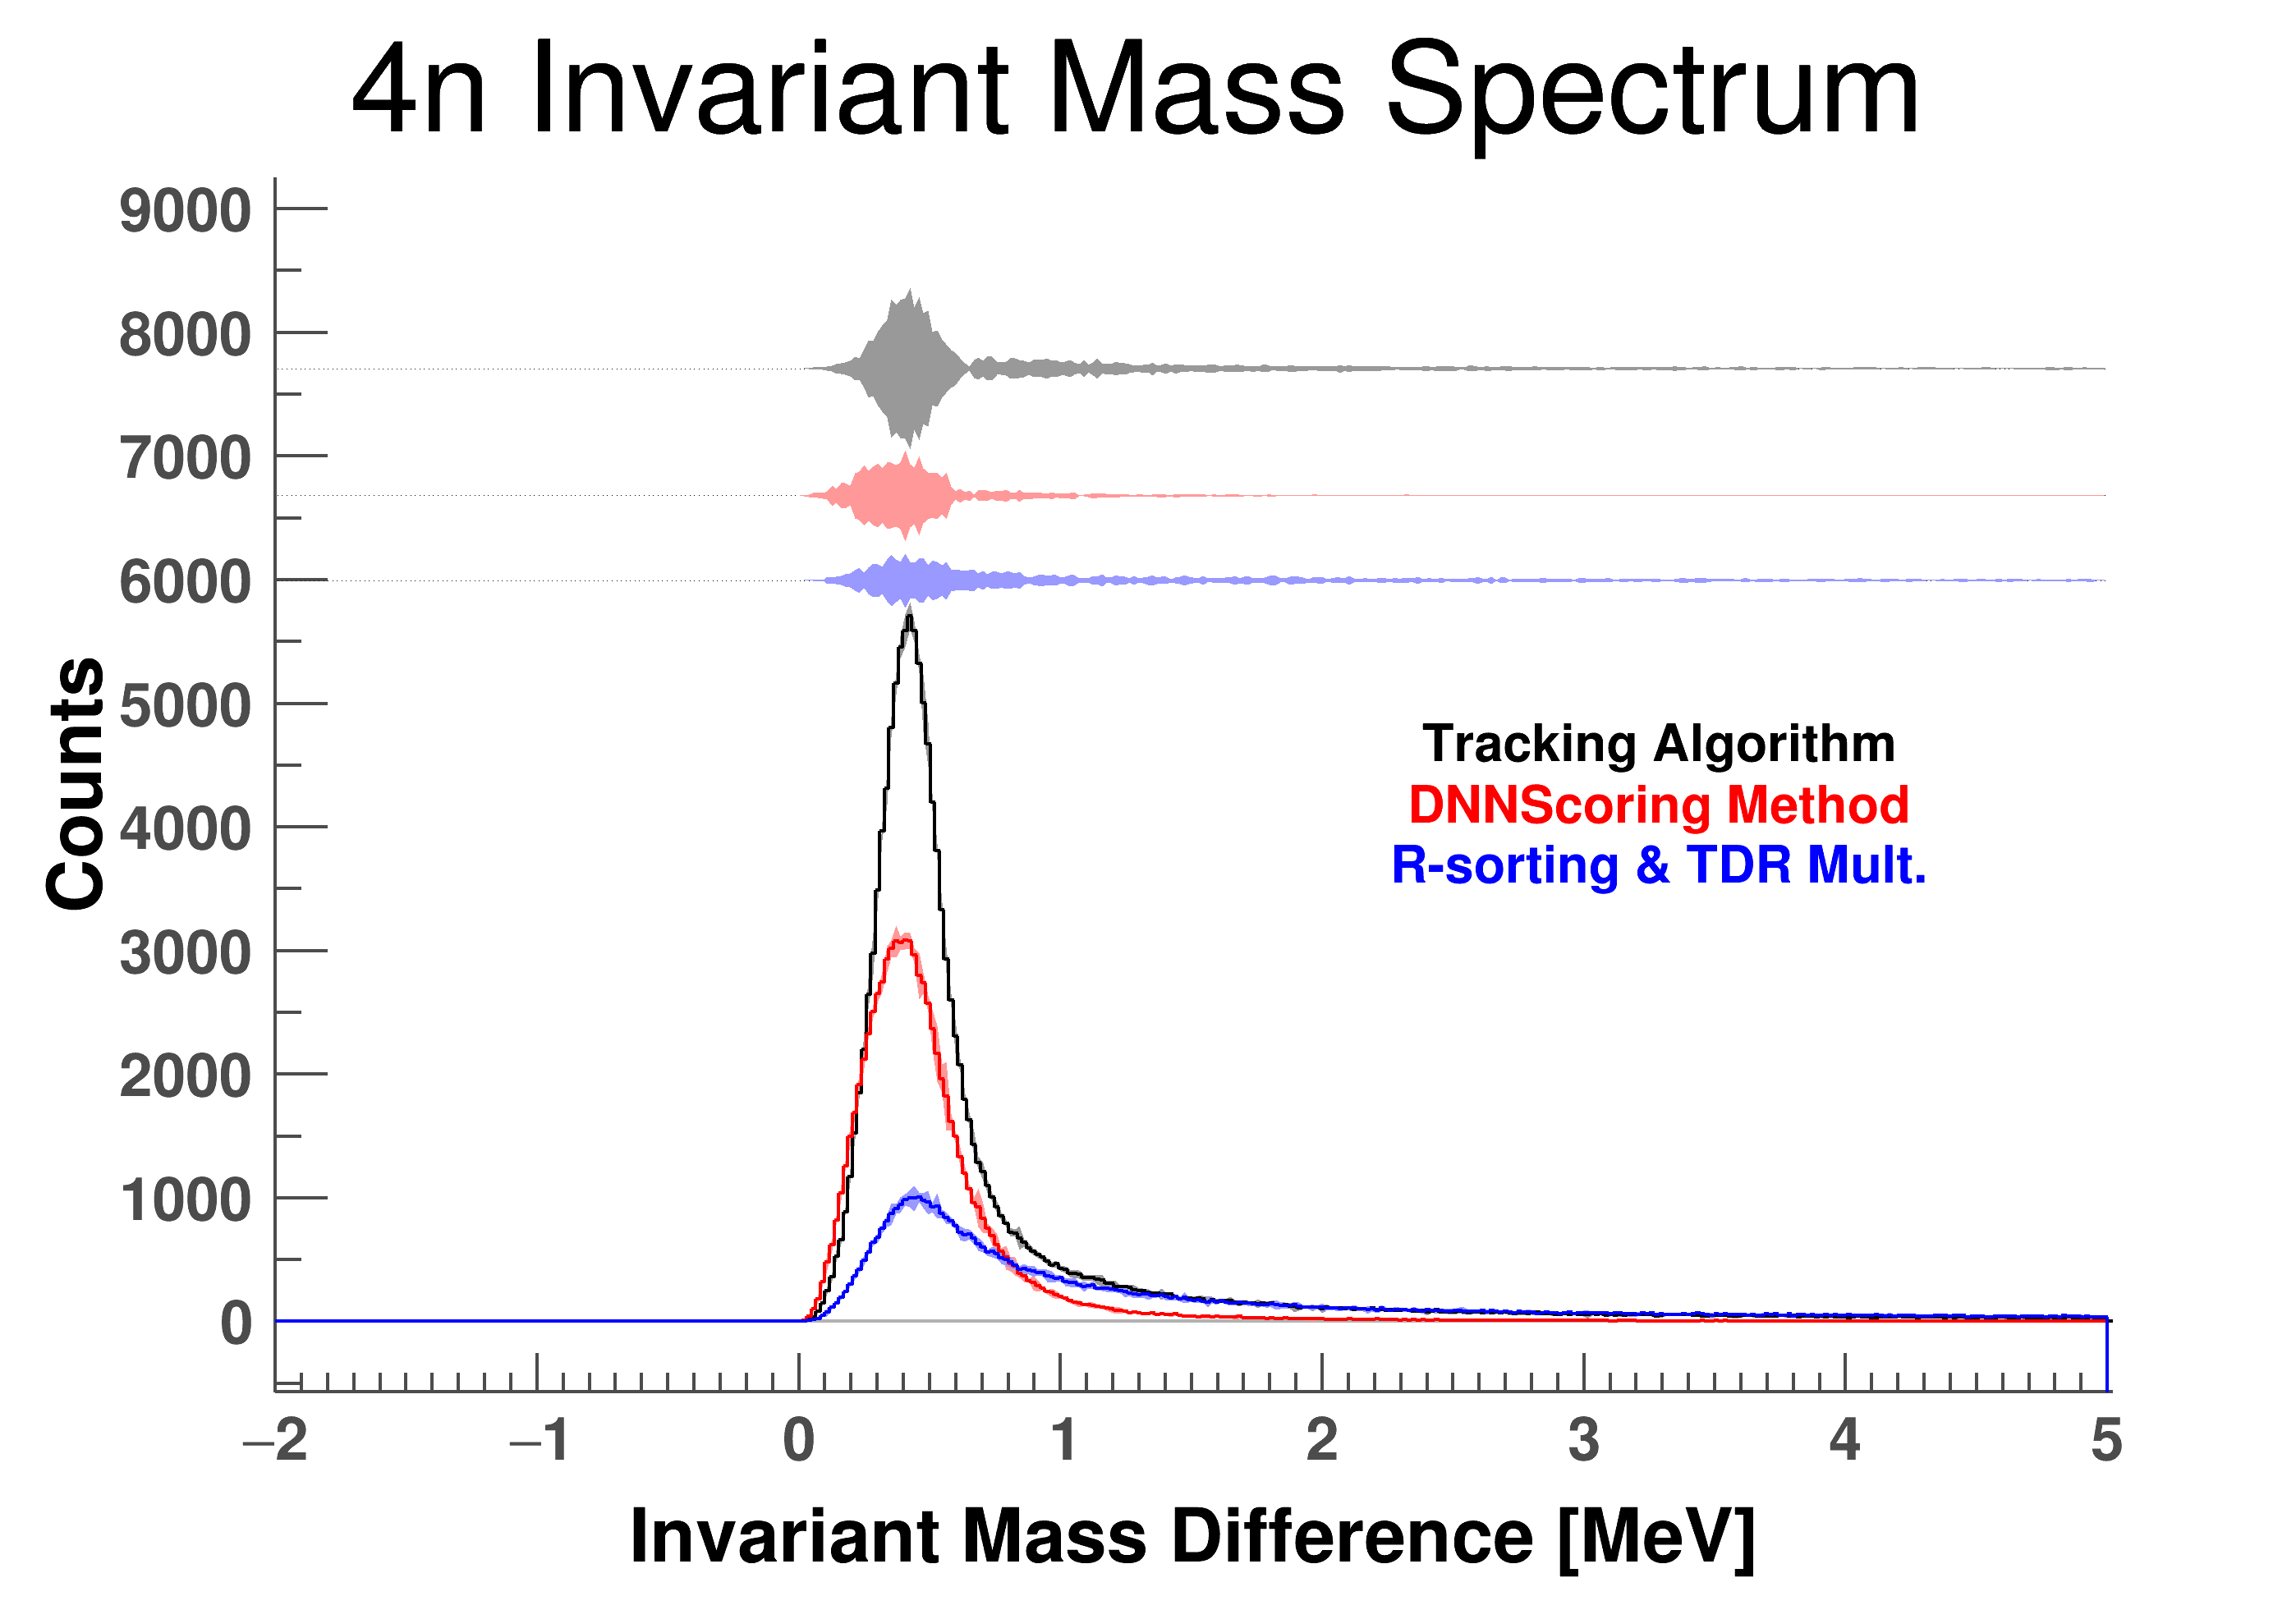 4n Invariant Mass Spectrum
9000
8000
7000
6000
5000
4000
3000
2000
1000
0
Counts
Tracking Algorithm
DNNScoring Method
R-sorting & TDR Mult.
−2 −1 0 1 2 3 4 5
Invariant Mass Difference [MeV]